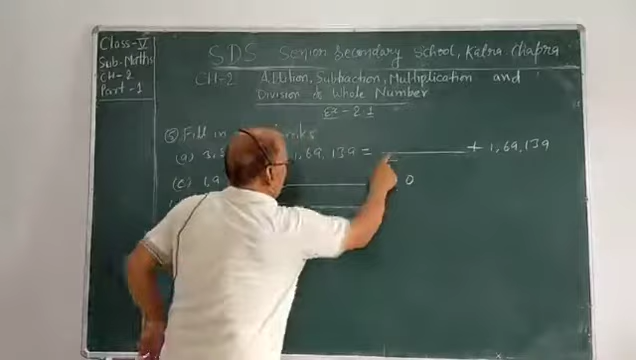 Class-V
Sub-Maths
CH-2
Part-1
SDS Senior Secondary School, Katra Chapra
CH-2 Addition, Subtraction, Multiplication and
Division of Whole Number
Ex-2.1
⑤ Fill in
(a) 1,69,139 = ________ + 1,69,139
(c) 1,9 ________ 0